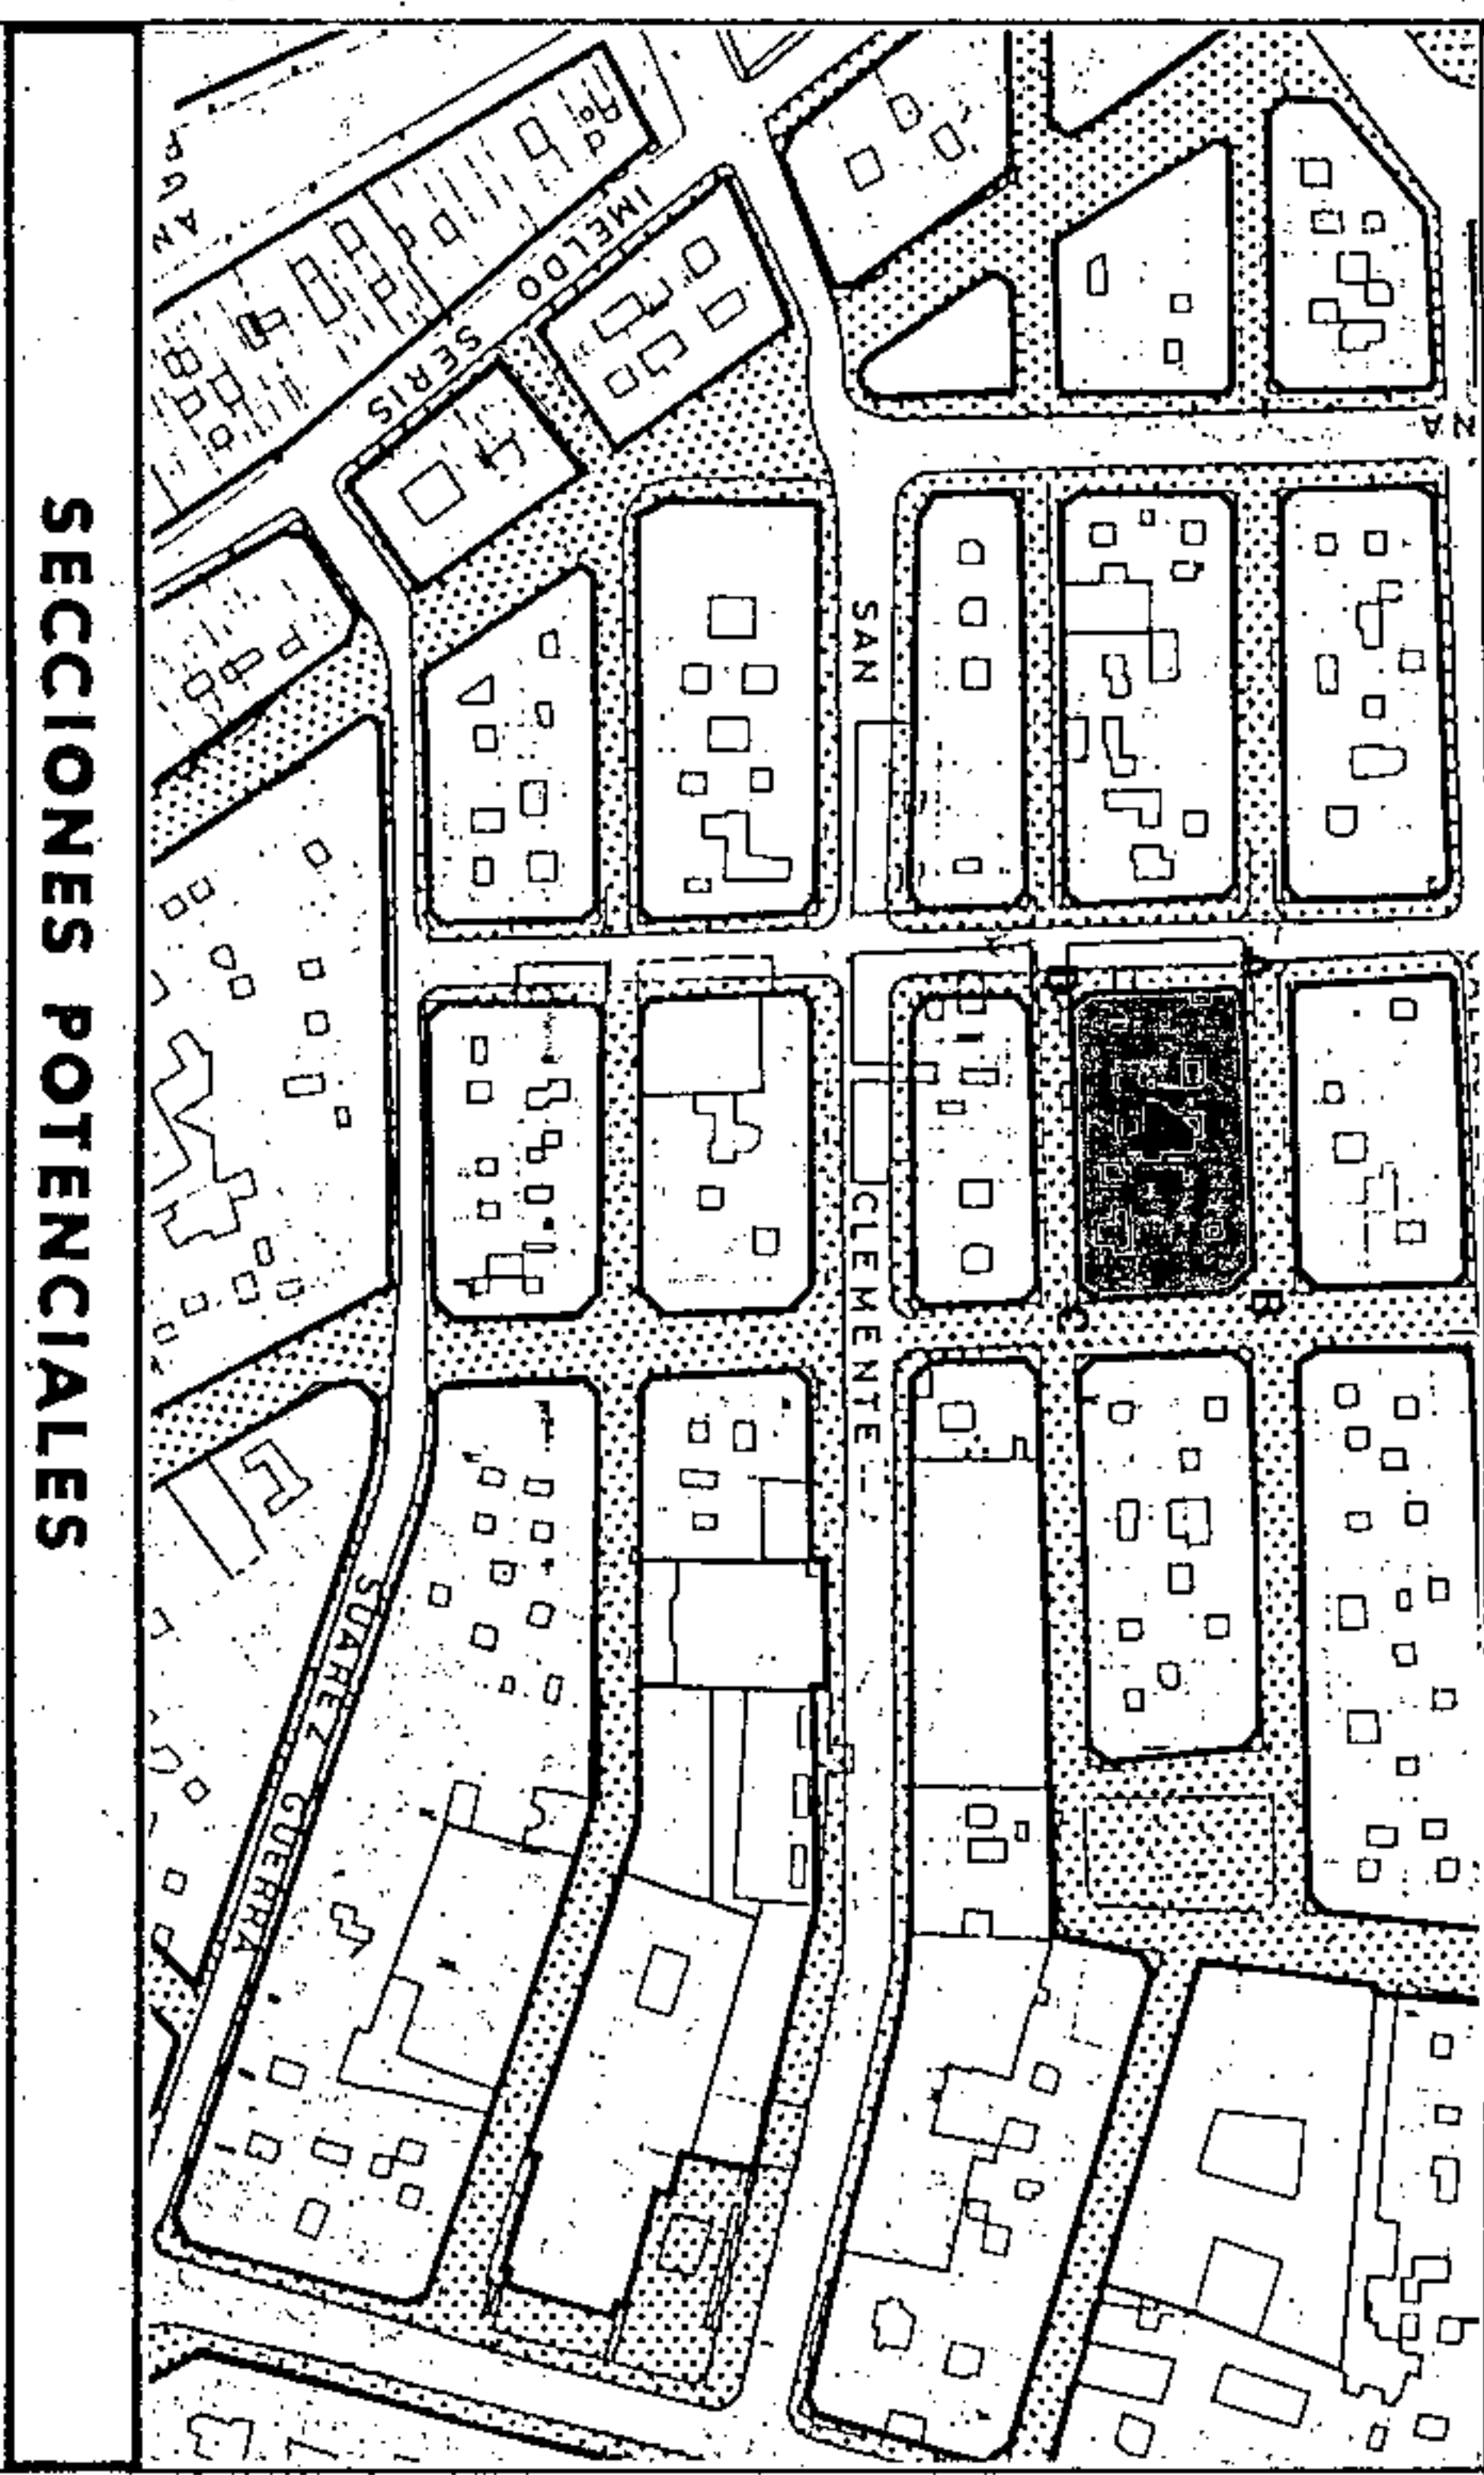 SECCIONES POTENCIALES
IMELDO SERIS
SAN CLEMENTE
SUAREZ GUERRA
A
B
C
D